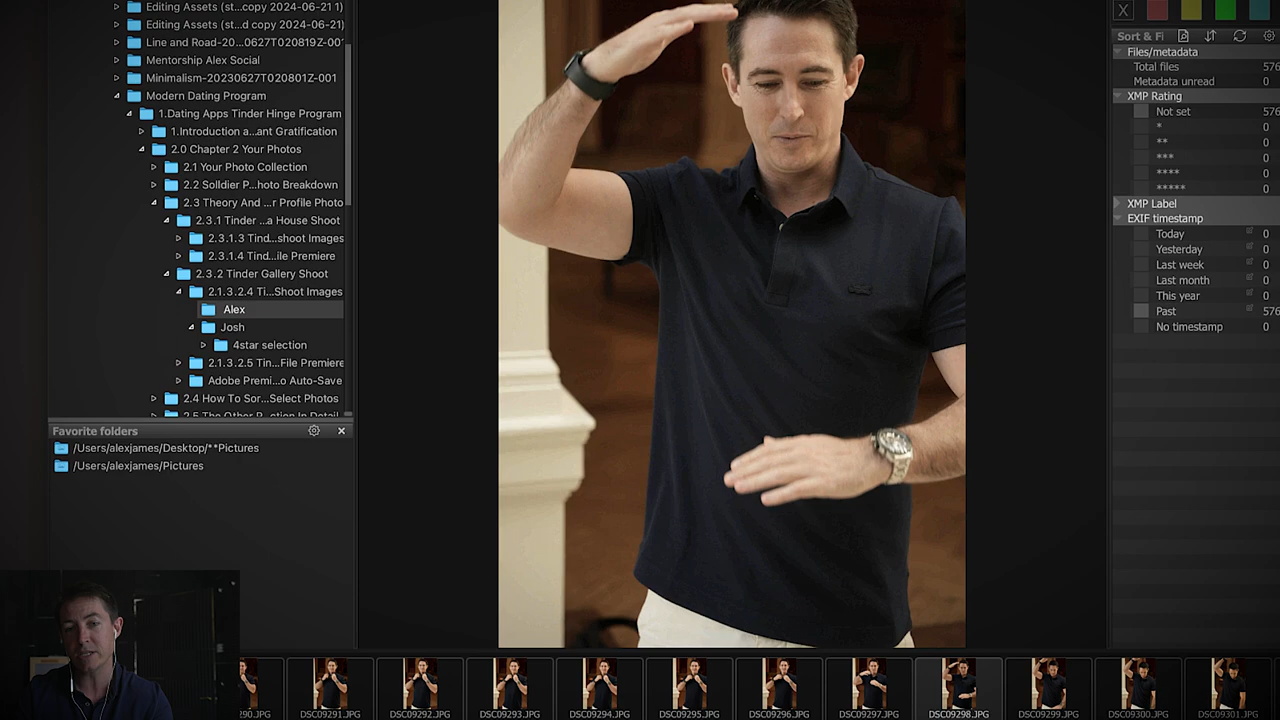 Editing Assets (st...copy 2024-06-21 1)
Editing Assets (st...d copy 2024-06-21)
Line and Road-20...0627T020819Z-001
Mentorship Alex Social
Minimalism-20230627T020801Z-001
Modern Dating Program
1.Dating Apps Tinder Hinge Program
1.Introduction a...ant Gratification
2.0 Chapter 2 Your Photos
2.1 Your Photo Collection
2.2 Solldier P...hoto Breakdown
2.3 Theory And ...r Profile Photo
2.3.1 Tinder ...a House Shoot
2.3.1.3 Tind...shoot Images
2.3.1.4 Tind...ile Premiere
2.3.2 Tinder Gallery Shoot
2.1.3.2.4 Ti...Shoot Images
Alex
Josh
4star selection
2.1.3.2.5 Tin...File Premiere
Adobe Premi...o Auto-Save
2.4 How To Sor...Select Photos
2.5 The Other P...ction In Detail
Favorite folders
/Users/alexjames/Desktop/**Pictures
/Users/alexjames/Pictures
X
Sort & Fi
Files/metadata
Total files 576
Metadata unread 0
XMP Rating
Not set 576
* 0
** 0
*** 0
**** 0
***** 0
XMP Label
EXIF timestamp
Today 0
Yesterday 0
Last week 0
Last month 0
This year 0
Past 576
No timestamp 0
290.JPG
DSC09291.JPG
DSC09292.JPG
DSC09293.JPG
DSC09294.JPG
DSC09295.JPG
DSC09296.JPG
DSC09297.JPG
DSC09298.JPG
DSC09299.JPG
DSC09300.JPG
DSC09301.JPG